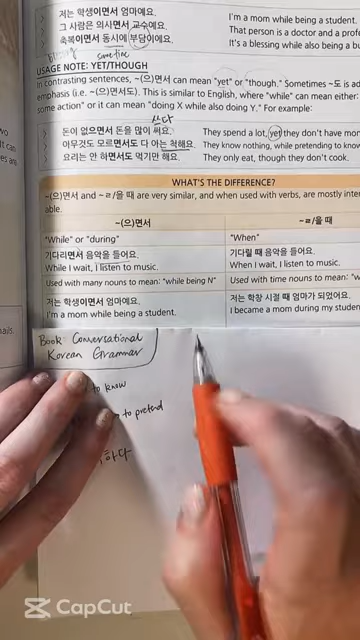 저는 학생이면서 엄마예요. I'm a mom while being a student.
그 사람은 의사면서 교수예요. That person is a doctor and a profe
축복이면서 동시에 부담이에요. It's a blessing while also being a bu
same time
USAGE NOTE: YET/THOUGH
In contrasting sentences, ~(으)면서 can mean "yet" or "though." Sometimes ~도 is ad
emphasis (i.e. ~(으)면서도). This is similar to English, where "while" can mean either:
some action" or it can mean "doing X while also doing Y." For example:
쓰다
돈이 없으면서 돈을 많이 써요. They spend a lot, yet they don't have mon
아무것도 모르면서도 다 아는 척해요. They know nothing, while pretending to know
요리는 안 하면서도 먹기만 해요. They only eat, though they don't cook.
WHAT'S THE DIFFERENCE?
~(으)면서 and ~ㄹ/을 때 are very similar, and when used with verbs, are mostly inter
able.
~(으)면서 ~ㄹ/을 때
"While" or "during" "When"
기다리면서 음악을 들어요. 기다릴 때 음악을 들어요.
While I wait, I listen to music. When I wait, I listen to music.
Used with many nouns to mean: "while being N" Used with time nouns to mean: "w
저는 학생이면서 엄마예요. 저는 학창 시절 때 엄마가 되었어요.
I'm a mom while being a student. I became a mom during my studen
Book: Conversational
Korean Grammar
to know
to pretend
하다
CapCut